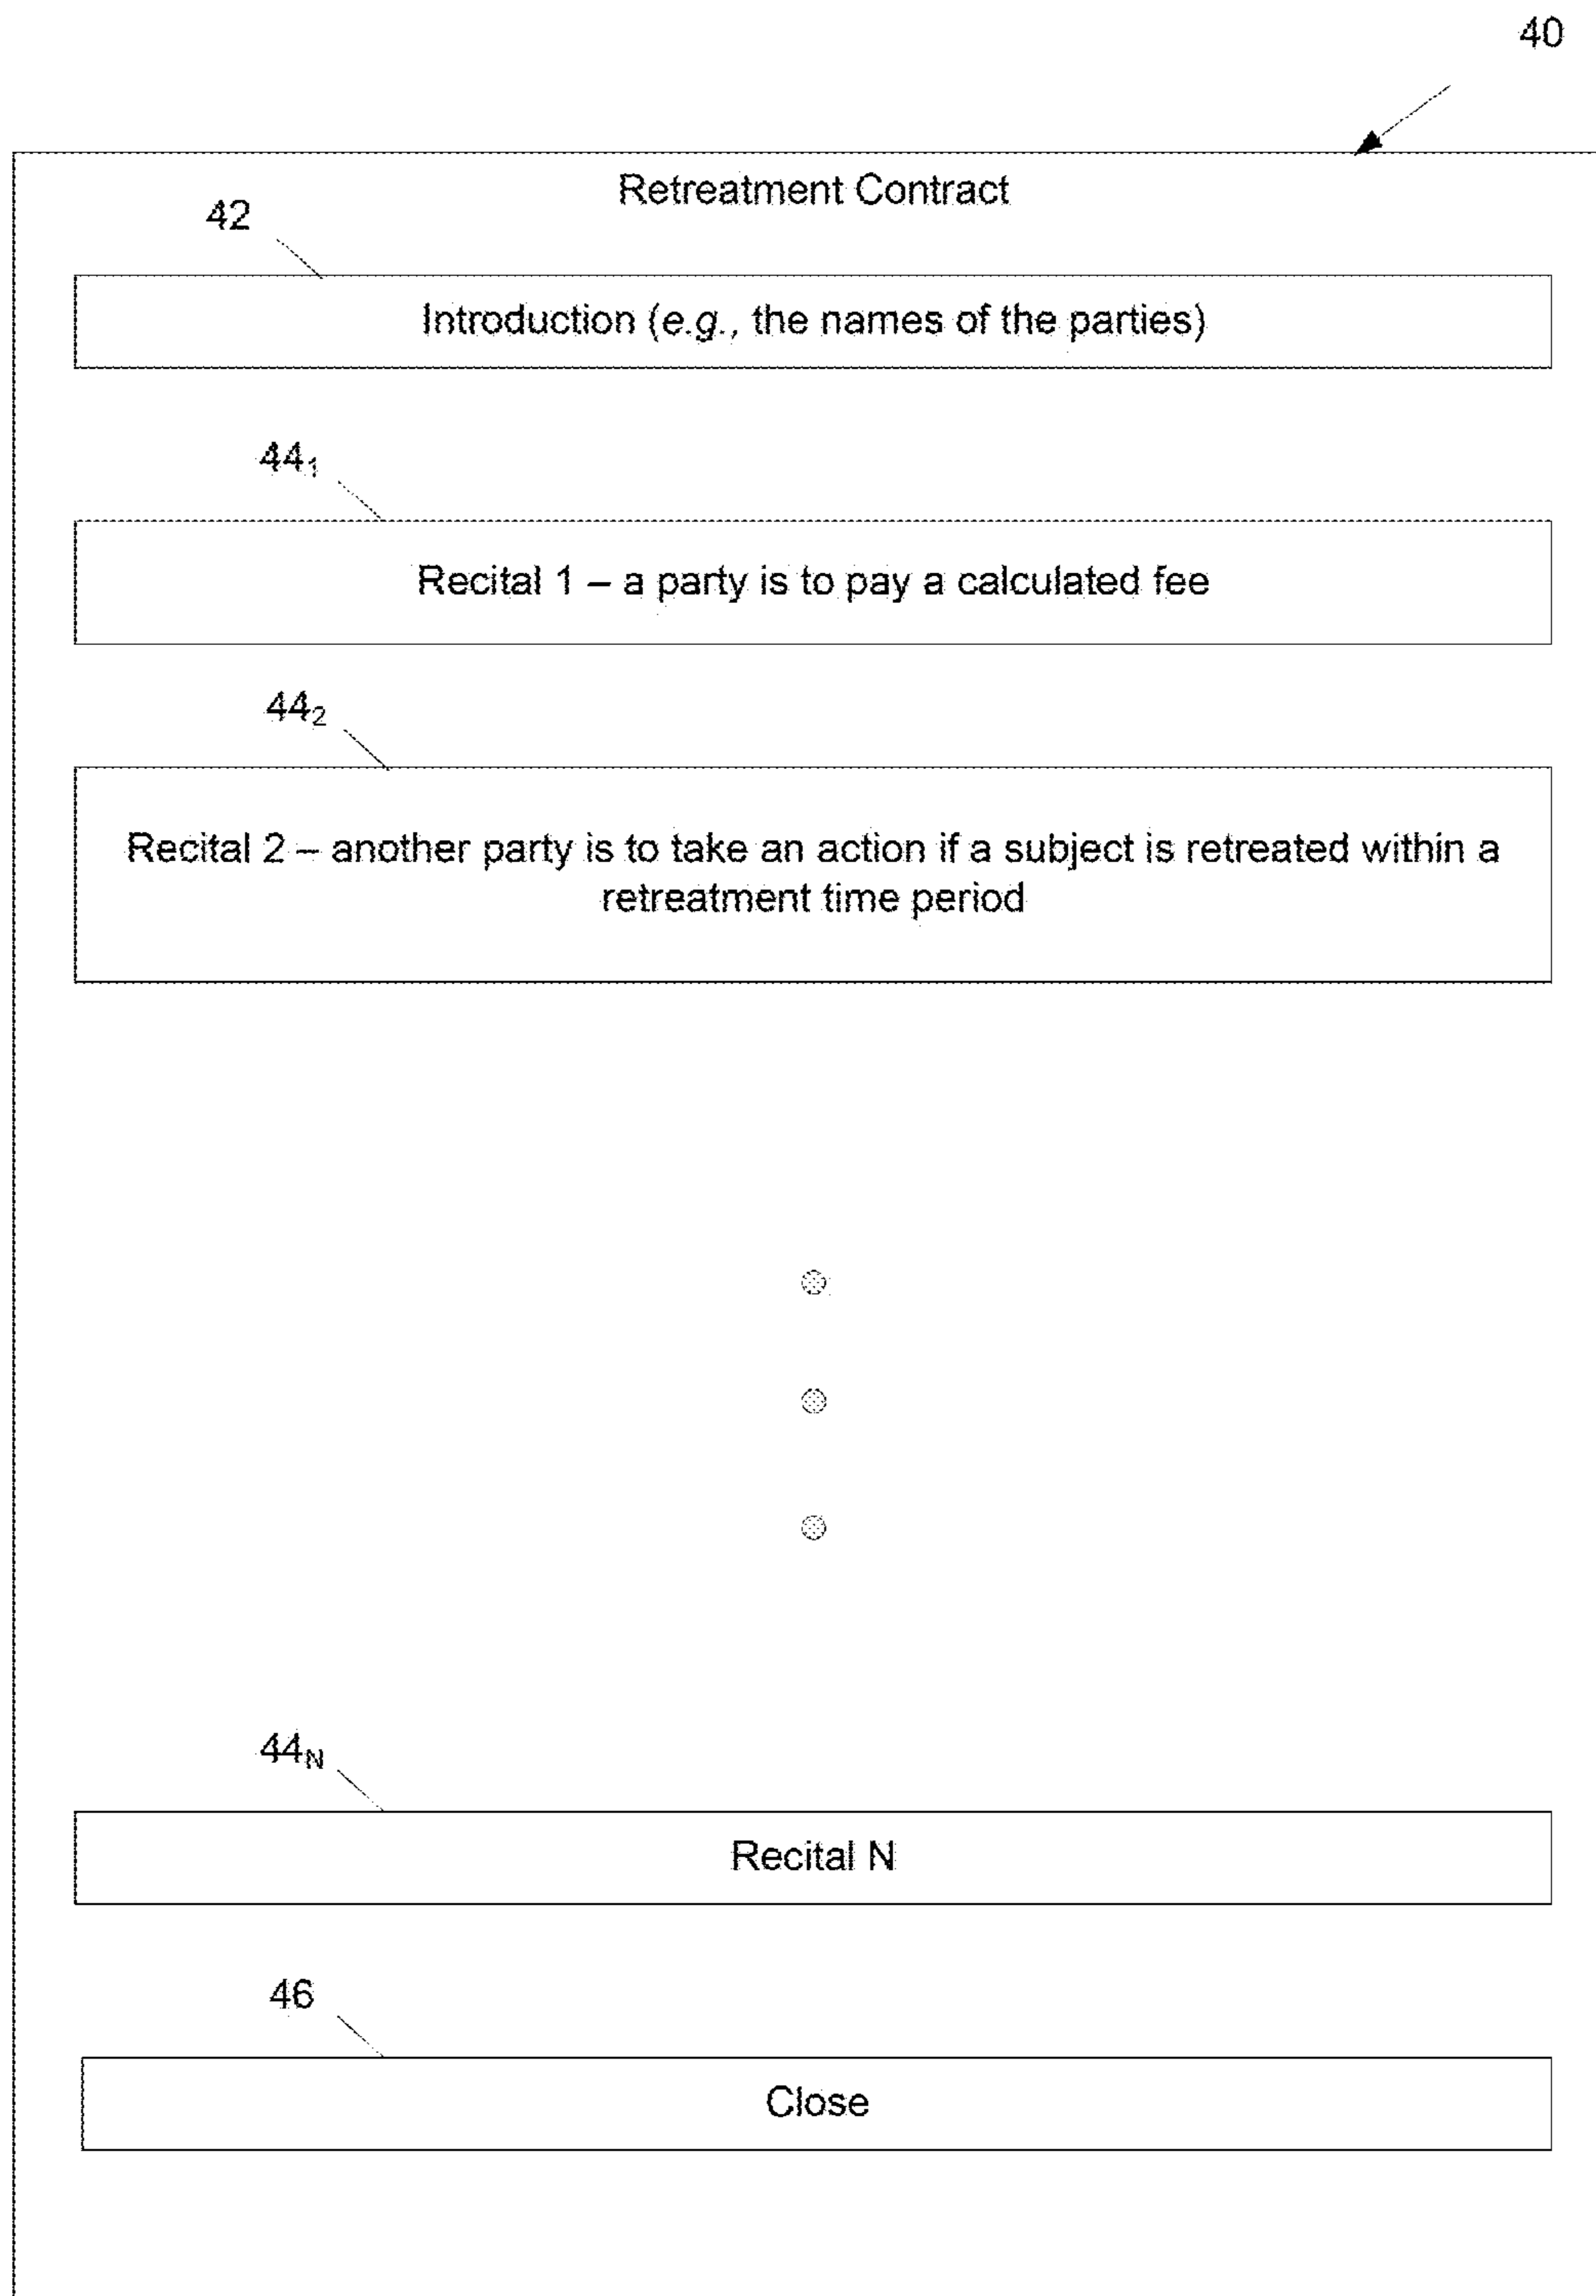 40
Retreatment Contract
42
Introduction (e.g., the names of the parties)
44₁
Recital 1 – a party is to pay a calculated fee
44₂
Recital 2 – another party is to take an action if a subject is retreated within a
retreatment time period
44N
Recital N
46
Close